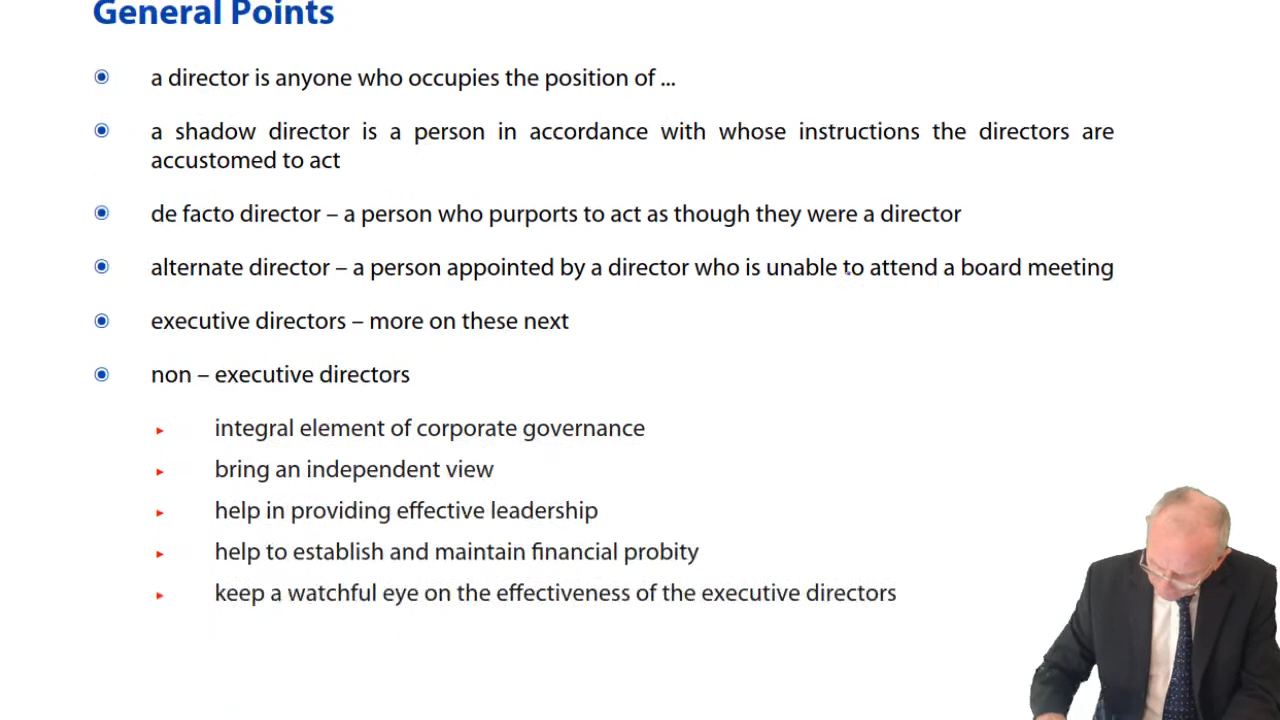 General Points
a director is anyone who occupies the position of ...
a shadow director is a person in accordance with whose instructions the directors are
accustomed to act
de facto director – a person who purports to act as though they were a director
alternate director – a person appointed by a director who is unable to attend a board meeting
executive directors – more on these next
non – executive directors
integral element of corporate governance
bring an independent view
help in providing effective leadership
help to establish and maintain financial probity
keep a watchful eye on the effectiveness of the executive directors